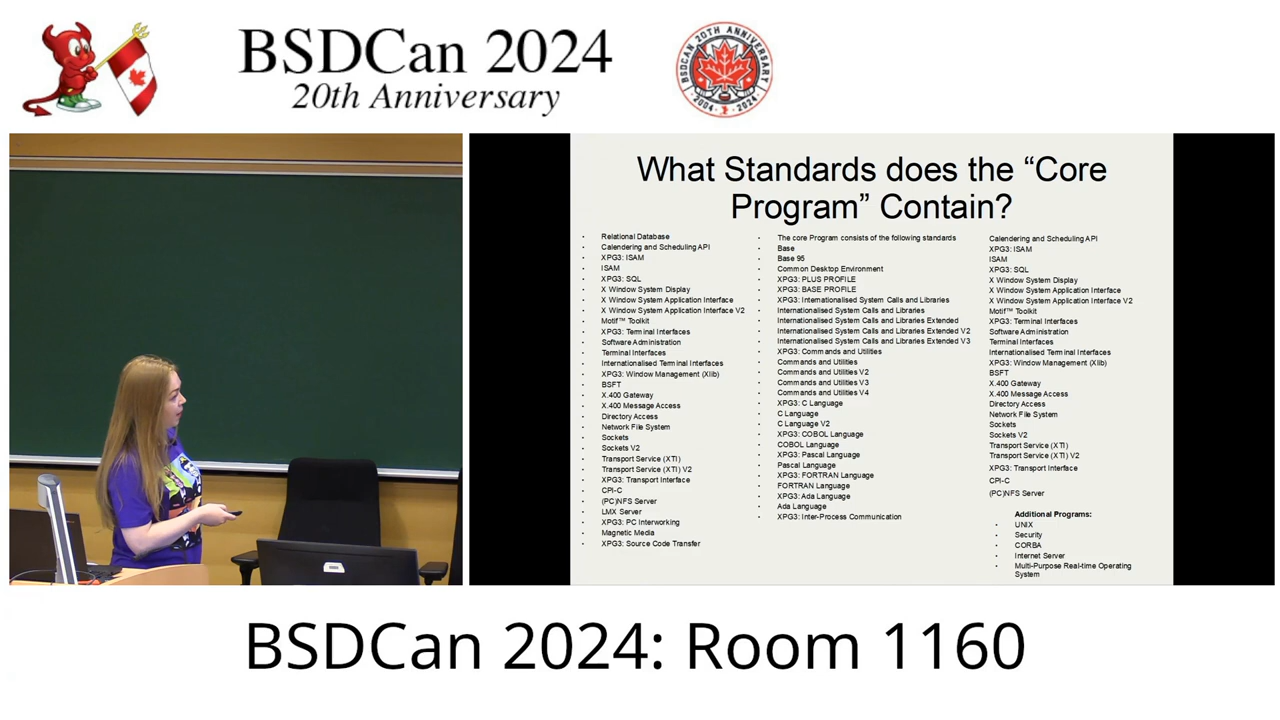 BSDCan 2024
20th Anniversary
BSDCAN 20TH ANNIVERSARY
2004 - 2024
What Standards does the “Core
Program” Contain?
Relational Database
Calendering and Scheduling API
XPG3: ISAM
ISAM
XPG3: SQL
X Window System Display
X Window System Application Interface
X Window System Application Interface V2
Motif™ Toolkit
XPG3: Terminal Interfaces
Software Administration
Terminal Interfaces
Internationalised Terminal Interfaces
XPG3: Window Management (Xlib)
BSFT
X.400 Gateway
X.400 Message Access
Directory Access
Network File System
Sockets
Sockets V2
Transport Service (XTI)
Transport Service (XTI) V2
XPG3: Transport Interface
CPI-C
(PC)NFS Server
LMX Server
XPG3: PC Interworking
Magnetic Media
XPG3: Source Code Transfer
The core Program consists of the following standards
Base
Base 95
Common Desktop Environment
XPG3: PLUS PROFILE
XPG3: BASE PROFILE
XPG3: Internationalised System Calls and Libraries
Internationalised System Calls and Libraries
Internationalised System Calls and Libraries Extended
Internationalised System Calls and Libraries Extended V2
Internationalised System Calls and Libraries Extended V3
XPG3: Commands and Utilities
Commands and Utilities
Commands and Utilities V2
Commands and Utilities V3
Commands and Utilities V4
XPG3: C Language
C Language
C Language V2
XPG3: COBOL Language
COBOL Language
XPG3: Pascal Language
Pascal Language
XPG3: FORTRAN Language
FORTRAN Language
XPG3: Ada Language
Ada Language
XPG3: Inter-Process Communication
Calendering and Scheduling API
XPG3: ISAM
ISAM
XPG3: SQL
X Window System Display
X Window System Application Interface
X Window System Application Interface V2
Motif™ Toolkit
XPG3: Terminal Interfaces
Software Administration
Terminal Interfaces
Internationalised Terminal Interfaces
XPG3: Window Management (Xlib)
BSFT
X.400 Gateway
X.400 Message Access
Directory Access
Network File System
Sockets
Sockets V2
Transport Service (XTI)
Transport Service (XTI) V2
XPG3: Transport Interface
CPI-C
(PC)NFS Server
Additional Programs:
UNIX
Security
CORBA
Internet Server
Multi-Purpose Real-time Operating
System
BSDCan 2024: Room 1160